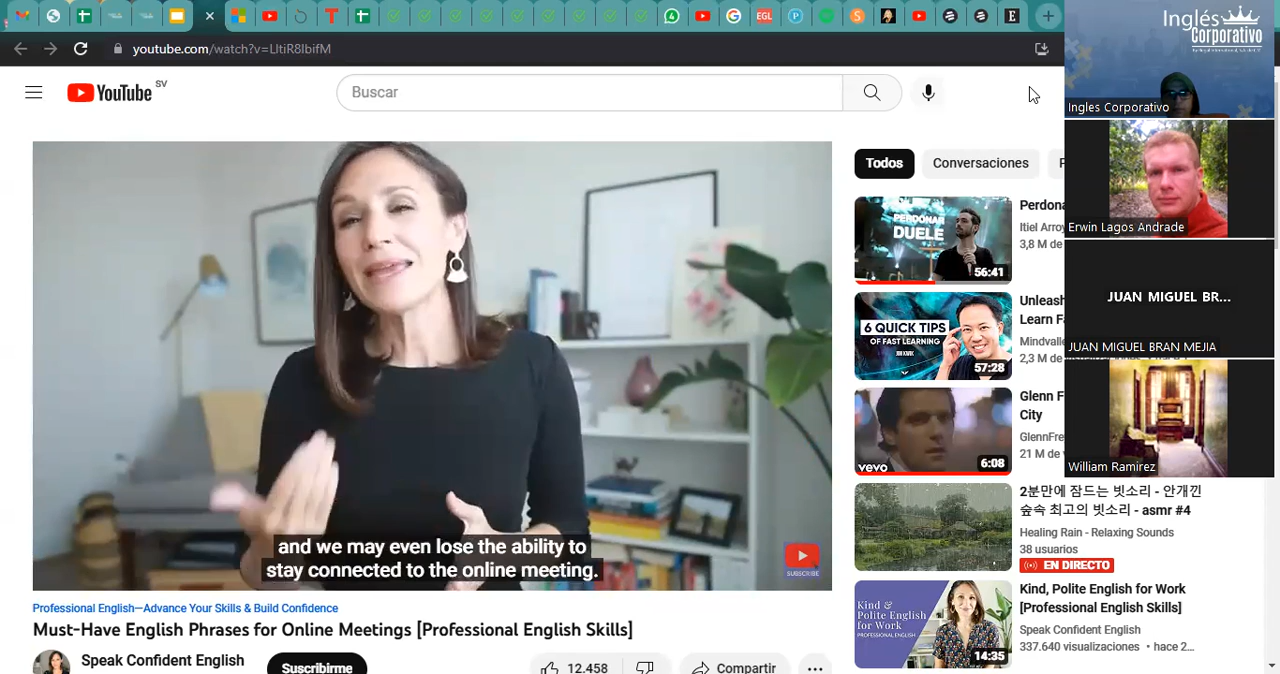 youtube.com/watch?v=LItiR8IbifM
YouTube SV
Buscar
Todos
Conversaciones
and we may even lose the ability to
stay connected to the online meeting.
SUBSCRIBE
Professional English—Advance Your Skills & Build Confidence
Must-Have English Phrases for Online Meetings [Professional English Skills]
Speak Confident English
Suscribirme
12.458
Compartir
PERDONAR
DUELE
56:41
Perdona
Itiel Arroy
3,8 M de
6 QUICK TIPS
OF FAST LEARNING
JIM KWIK
57:28
Unleash
Learn Fa
Mindvalle
2,3 M de visualizaciones
vevo
6:08
Glenn F
City
GlennFre
21 M de
2분만에 잠드는 빗소리 - 안개낀
숲속 최고의 빗소리 - asmr #4
Healing Rain - Relaxing Sounds
38 usuarios
EN DIRECTO
Kind &
Polite English
for Work
PROFESSIONAL ENGLISH
14:35
Kind, Polite English for Work
[Professional English Skills]
Speak Confident English
337.640 visualizaciones • hace 2...
Inglés
Corporativo
Ingles Corporativo
Erwin Lagos Andrade
JUAN MIGUEL BR...
JUAN MIGUEL BRAN MEJIA
William Ramirez